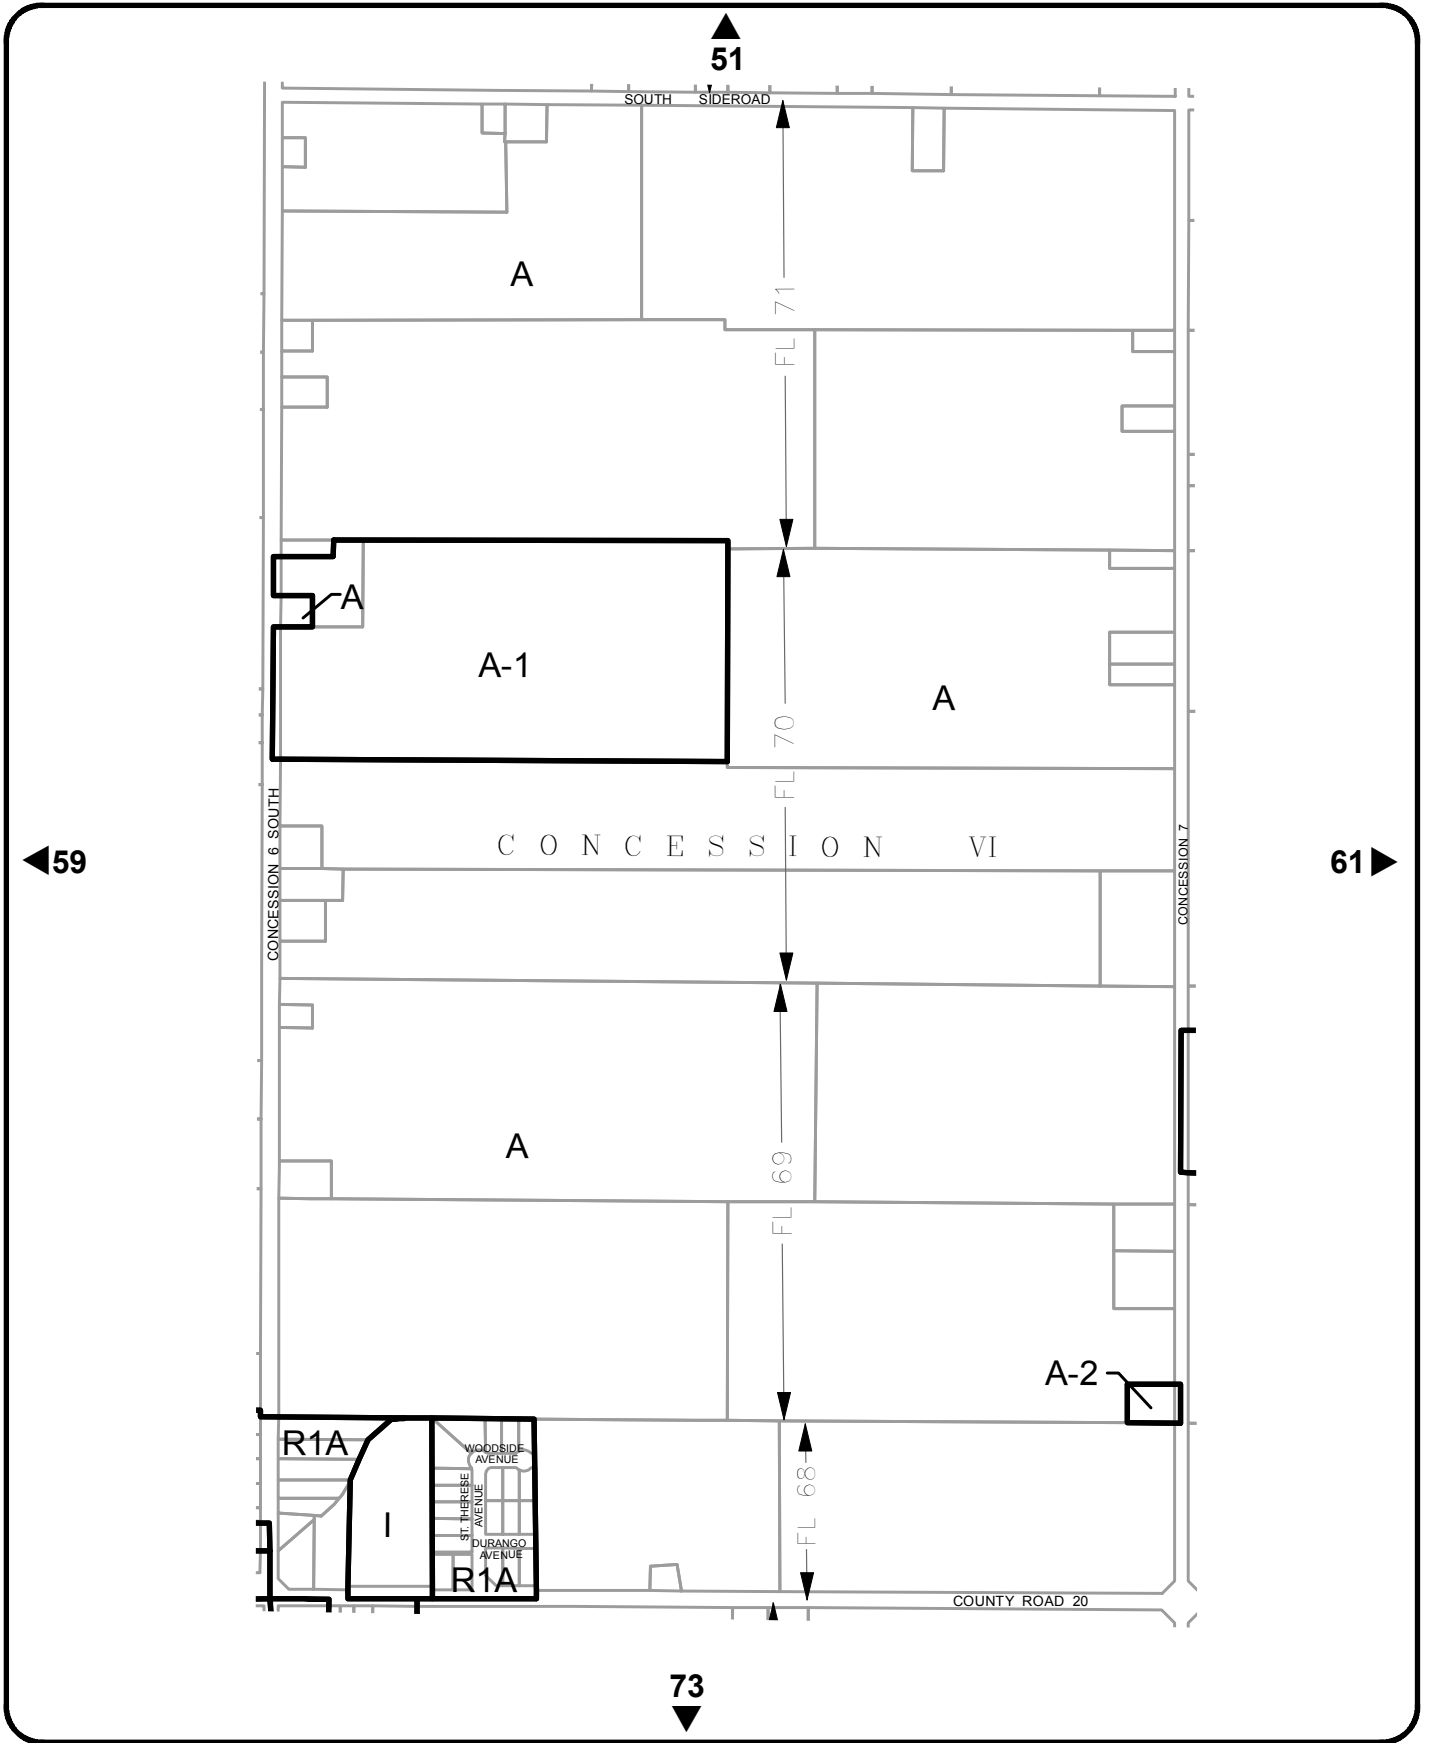 51
SOUTH SIDEROAD
A
FL 71
A
A-1
A
FL 70
CONCESSION 6 SOUTH
CONCESSION VI
CONCESSION 7
59
61
A
FL 69
A-2
R1A
WOODSIDE
AVENUE
ST. THERESE
AVENUE
I
FL 68
DURANGO
AVENUE
R1A
COUNTY ROAD 20
73